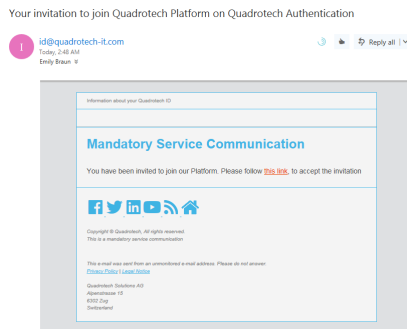 Your invitation to join Quadrotech Platform on Quadrotech Authentication
I
id@quadrotech-it.com
Reply all
Today, 2:48 AM
Emily Braun
Information about your Quadrotech ID
Mandatory Service Communication
You have been invited to join our Platform. Please follow this link, to accept the invitation
Copyright © Quadrotech, All rights reserved.
This is a mandatory service communication
This e-mail was sent from an unmonitored e-mail address. Please do not answer.
Privacy Policy | Legal Notice
Quadrotech Solutions AG
Alpenstrasse 15
6302 Zug
Switzerland